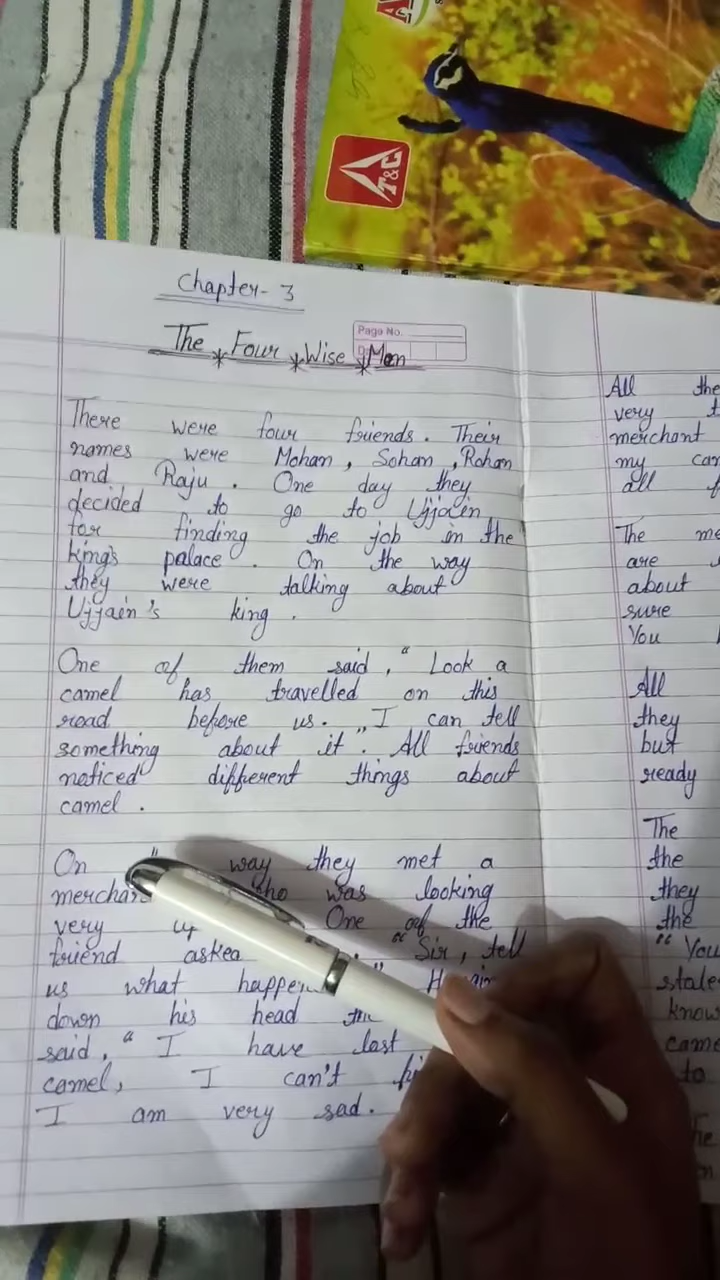 T&C
Chapter-3
Page No.
The Four Wise Men
There were four friends. Their
names were Mohan, Sohan, Rohan
and Raju. One day they
decided to go to Ujjain
for finding the job in the
king's palace. On the way
they were talking about
Ujjain's king.
One of them said, "Look a
camel has travelled on this
road before us. "I can tell
something about it". All friends
noticed different things about
camel.
On way they met a
was looking
very One of the
friend "Sir, tell
us what
down his head
said, "I have lost
camel, I can't
I am very sad.
All the
very
merchant
my
all
The
are
about
sure
You
All
they
but
ready
The
the
they
the
"You
know
to